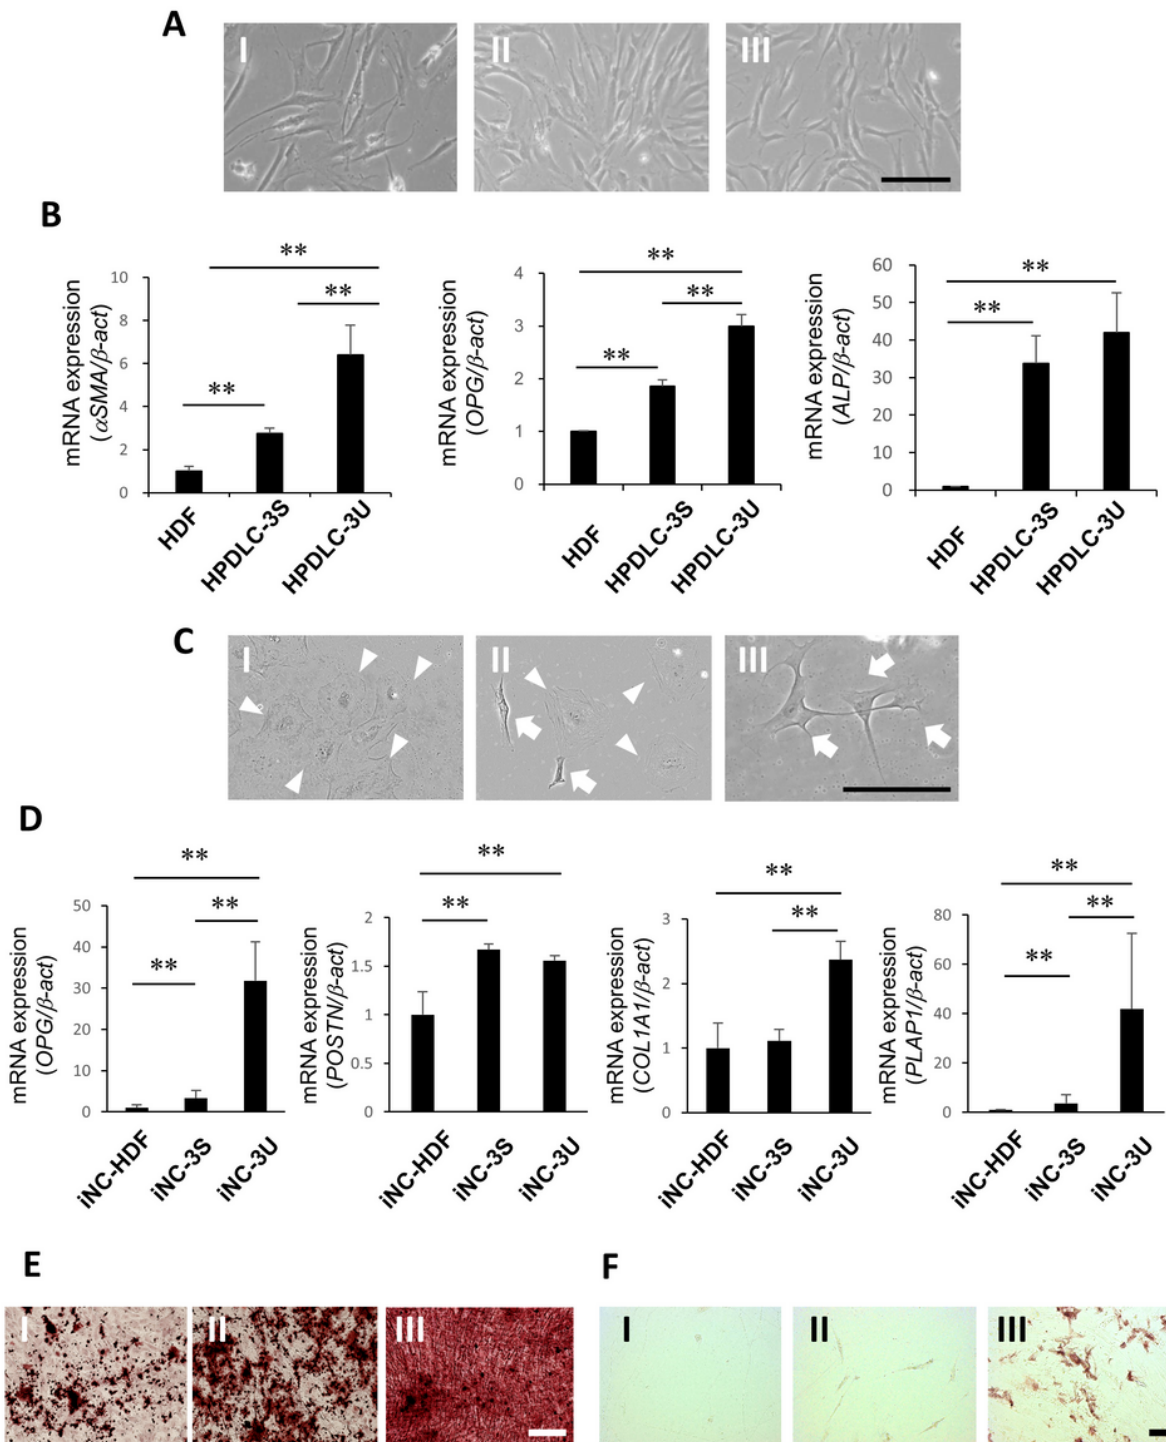 A
I
II
III
B
mRNA expression
(αSMA/β-act)
10
8
6
4
2
0
**
**
**
HDF
HPDLC-3S
HPDLC-3U
mRNA expression
(OPG/β-act)
4
3
2
1
0
**
**
**
HDF
HPDLC-3S
HPDLC-3U
mRNA expression
(ALP/β-act)
60
50
40
30
20
10
0
**
**
HDF
HPDLC-3S
HPDLC-3U
C
I
II
III
D
mRNA expression
(OPG/β-act)
50
40
30
20
10
0
**
**
**
iNC-HDF
iNC-3S
iNC-3U
mRNA expression
(POSTN/β-act)
2
1.5
1
0.5
0
**
**
iNC-HDF
iNC-3S
iNC-3U
mRNA expression
(COL1A1/β-act)
3
2
1
0
**
**
iNC-HDF
iNC-3S
iNC-3U
mRNA expression
(PLAP1/β-act)
80
60
40
20
0
**
**
**
iNC-HDF
iNC-3S
iNC-3U
E
I
II
III
F
I
II
III